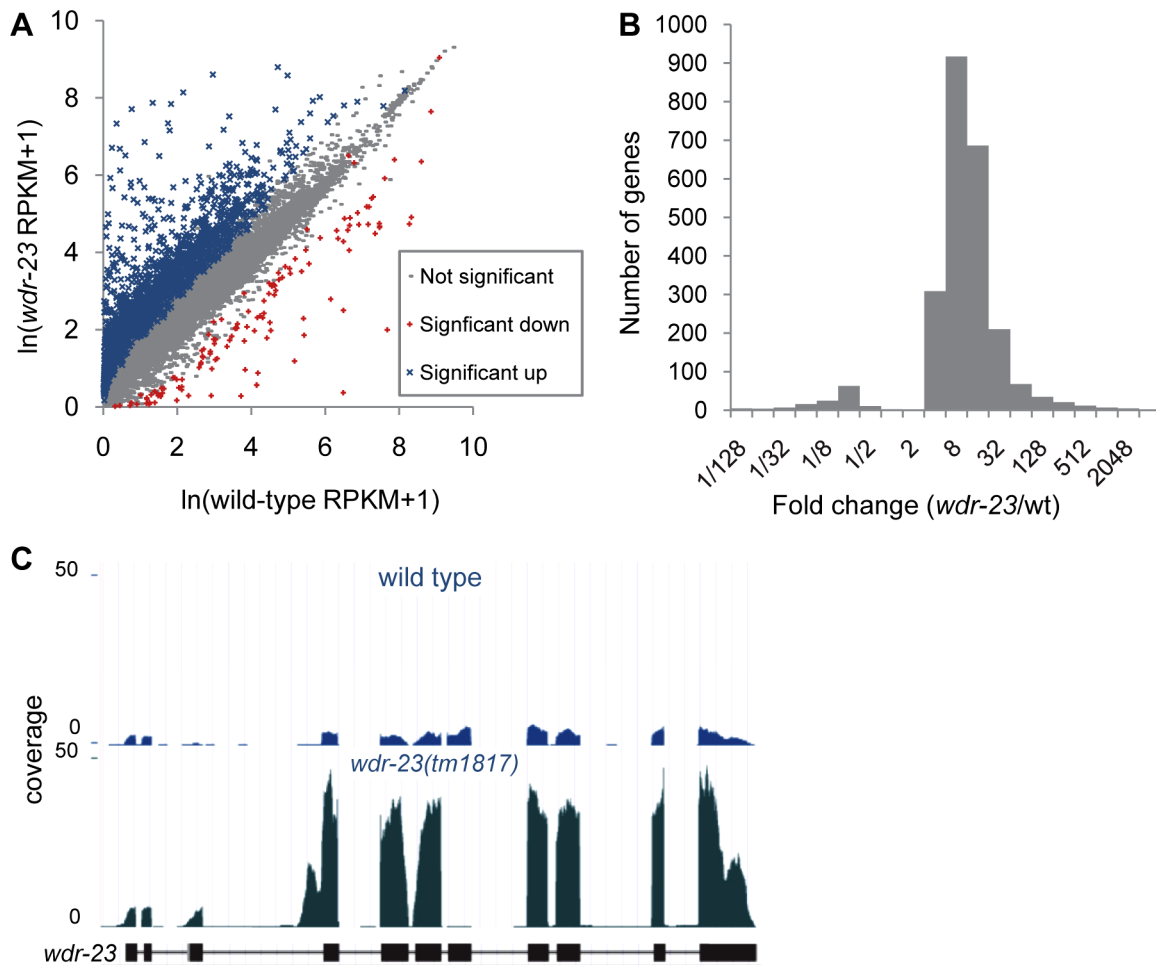 A
10
8
6
4
2
0
ln(wdr-23 RPKM+1)
Not significant
Signficant down
Significant up
0 2 4 6 8 10
ln(wild-type RPKM+1)
B
1000
900
800
700
600
500
400
300
200
100
0
Number of genes
1/128 1/32 1/8 1/2 2 8 32 128 512 2048
Fold change (wdr-23/wt)
C
50
wild type
0
50
wdr-23(tm1817)
0
coverage
wdr-23